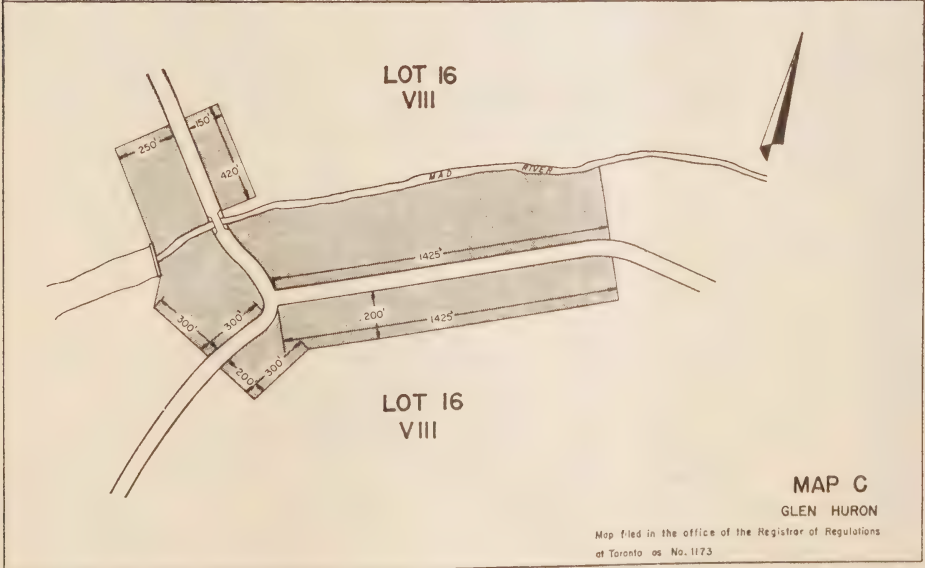 LOT 16
VIII
150'
250'
420'
MAD RIVER
1425'
300'
300'
200'
1425'
200'
300'
LOT 16
VIII
MAP C
GLEN HURON
Map filed in the office of the Registrar of Regulations
at Toronto as No. 1173